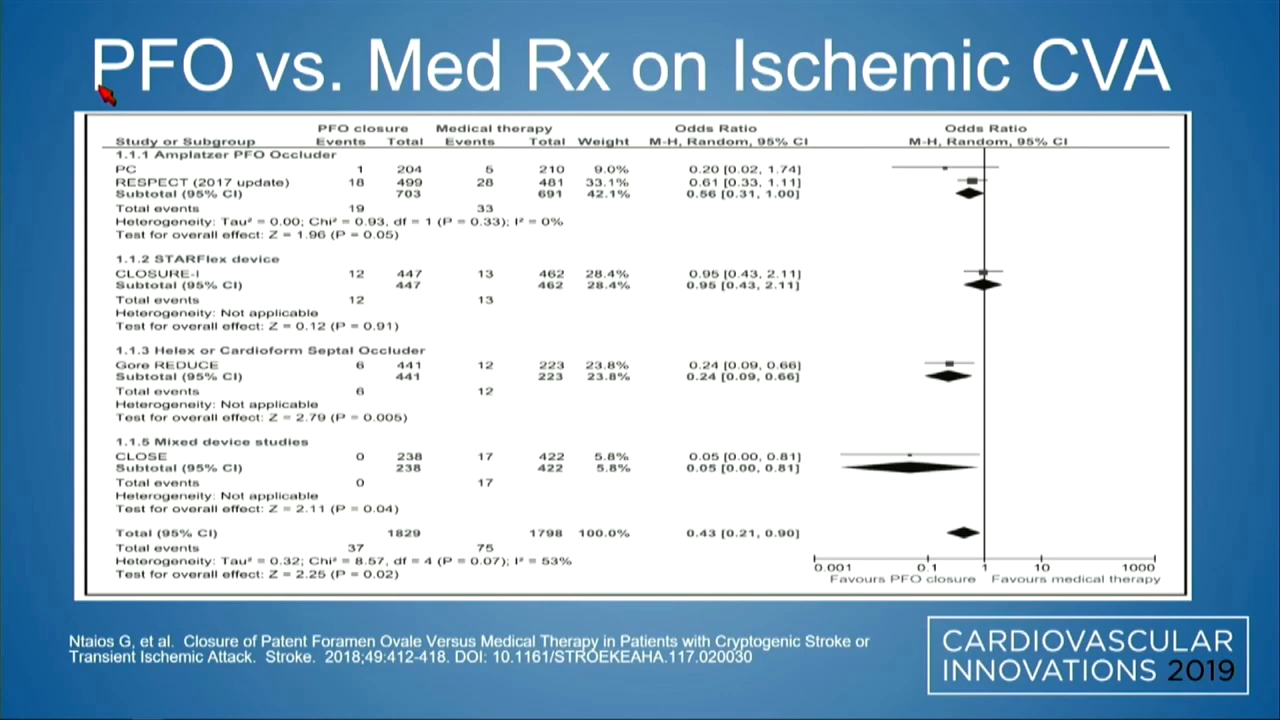 PFO vs. Med Rx on Ischemic CVA
PFO closure Medical therapy Odds Ratio Odds Ratio
Study or Subgroup Events Total Events Total Weight M-H, Random, 95% CI M-H, Random, 95% CI
1.1.1 Amplatzer PFO Occluder
PC 1 204 5 210 9.0% 0.20 [0.02, 1.74]
RESPECT (2017 update) 18 499 28 481 33.1% 0.61 [0.33, 1.11]
Subtotal (95% CI) 703 691 42.1% 0.56 [0.31, 1.00]
Total events 19 33
Heterogeneity: Tau² = 0.00; Chi² = 0.93, df = 1 (P = 0.33); I² = 0%
Test for overall effect: Z = 1.96 (P = 0.05)
1.1.2 STARFlex device
CLOSURE-I 12 447 13 462 28.4% 0.95 [0.43, 2.11]
Subtotal (95% CI) 447 462 28.4% 0.95 [0.43, 2.11]
Total events 12 13
Heterogeneity: Not applicable
Test for overall effect: Z = 0.12 (P = 0.91)
1.1.3 Helex or Cardioform Septal Occluder
Gore REDUCE 6 441 12 223 23.8% 0.24 [0.09, 0.66]
Subtotal (95% CI) 441 223 23.8% 0.24 [0.09, 0.66]
Total events 6 12
Heterogeneity: Not applicable
Test for overall effect: Z = 2.79 (P = 0.005)
1.1.5 Mixed device studies
CLOSE 0 238 17 422 5.8% 0.05 [0.00, 0.81]
Subtotal (95% CI) 238 422 5.8% 0.05 [0.00, 0.81]
Total events 0 17
Heterogeneity: Not applicable
Test for overall effect: Z = 2.11 (P = 0.04)
Total (95% CI) 1829 1798 100.0% 0.43 [0.21, 0.90]
Total events 37 75
Heterogeneity: Tau² = 0.32; Chi² = 8.57, df = 4 (P = 0.07); I² = 53%
Test for overall effect: Z = 2.25 (P = 0.02)
0.001 0.1 1 10 1000
Favours PFO closure Favours medical therapy
Ntaios G, et al. Closure of Patent Foramen Ovale Versus Medical Therapy in Patients with Cryptogenic Stroke or
Transient Ischemic Attack. Stroke. 2018;49:412-418. DOI: 10.1161/STROEKEAHA.117.020030
CARDIOVASCULAR
INNOVATIONS 2019